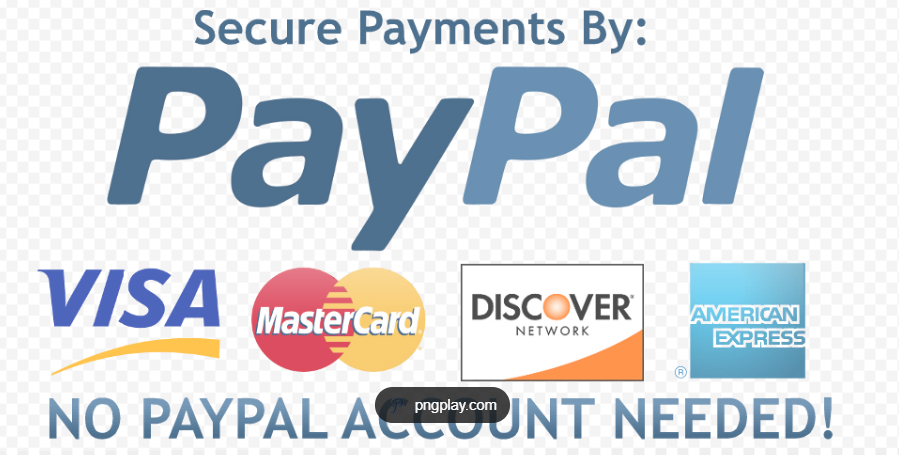 Secure Payments By:
PayPal
VISA
MasterCard
DISCOVER®
NETWORK
AMERICAN
EXPRESS
®
pngplay.com
NO PAYPAL ACCOUNT NEEDED!